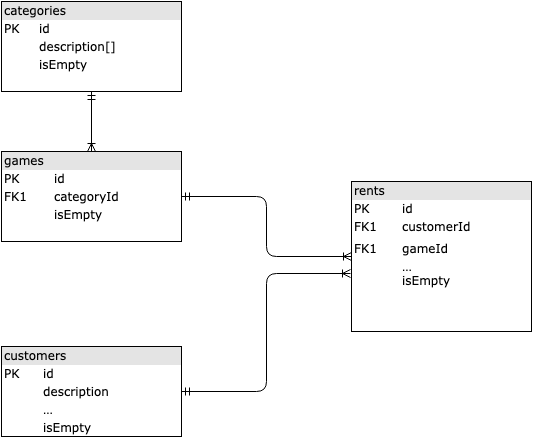 categories
PK id
description[]
isEmpty
games
PK id
FK1 categoryId
isEmpty
rents
PK id
FK1 customerId
FK1 gameId
...
isEmpty
customers
PK id
description
...
isEmpty